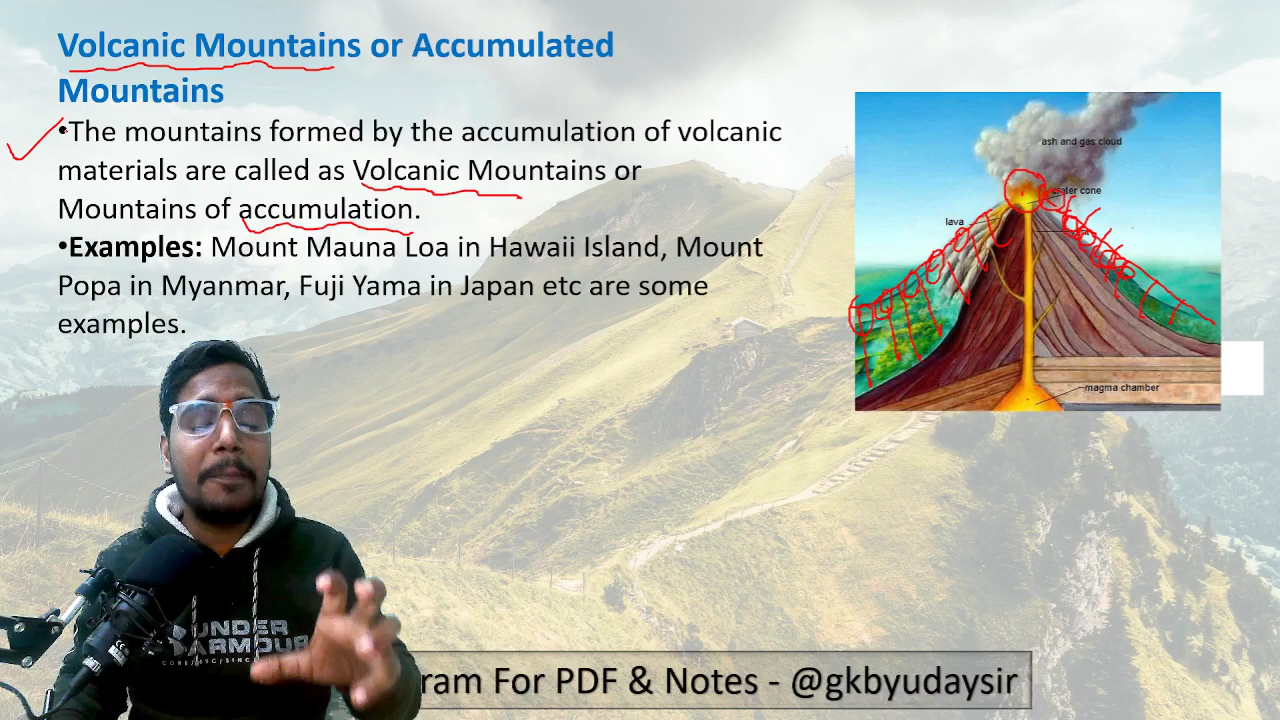 Volcanic Mountains or Accumulated
Mountains
•The mountains formed by the accumulation of volcanic
materials are called as Volcanic Mountains or
Mountains of accumulation.
•Examples: Mount Mauna Loa in Hawaii Island, Mount
Popa in Myanmar, Fuji Yama in Japan etc are some
examples.
ash and gas cloud
crater cone
lava
magma chamber
UNDER
ARMOUR
ram For PDF & Notes - @gkbyudaysir